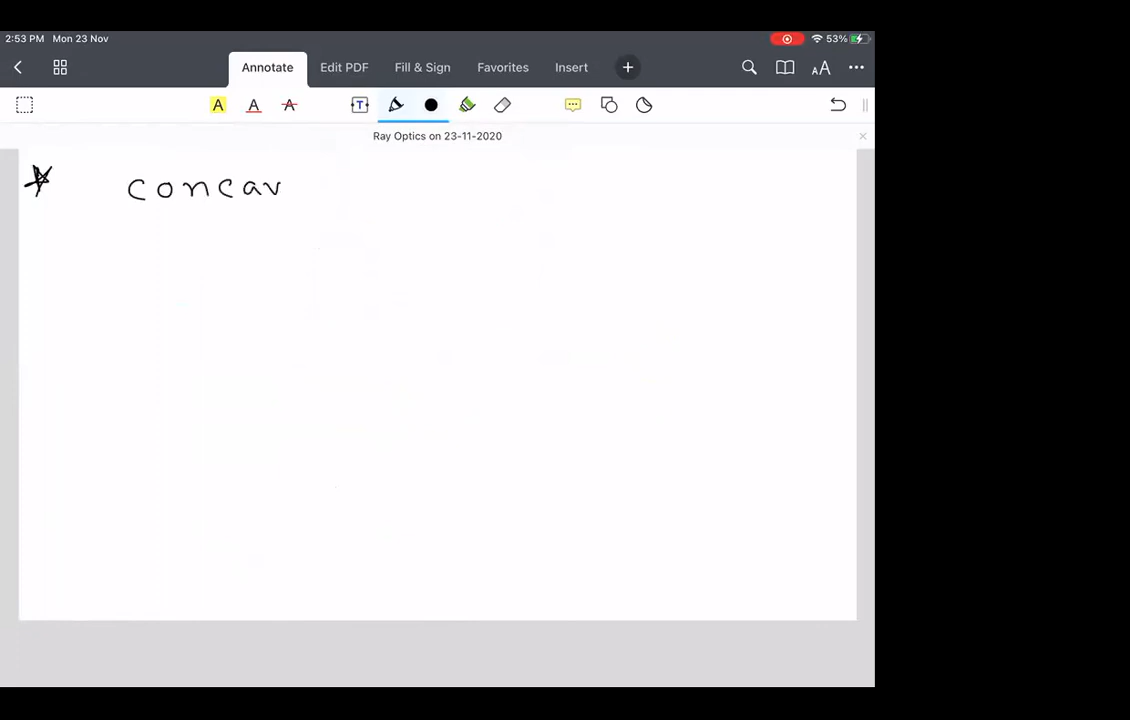 2:53 PM Mon 23 Nov 53%
Annotate Edit PDF Fill & Sign Favorites Insert
A A A T AA
Ray Optics on 23-11-2020
concav